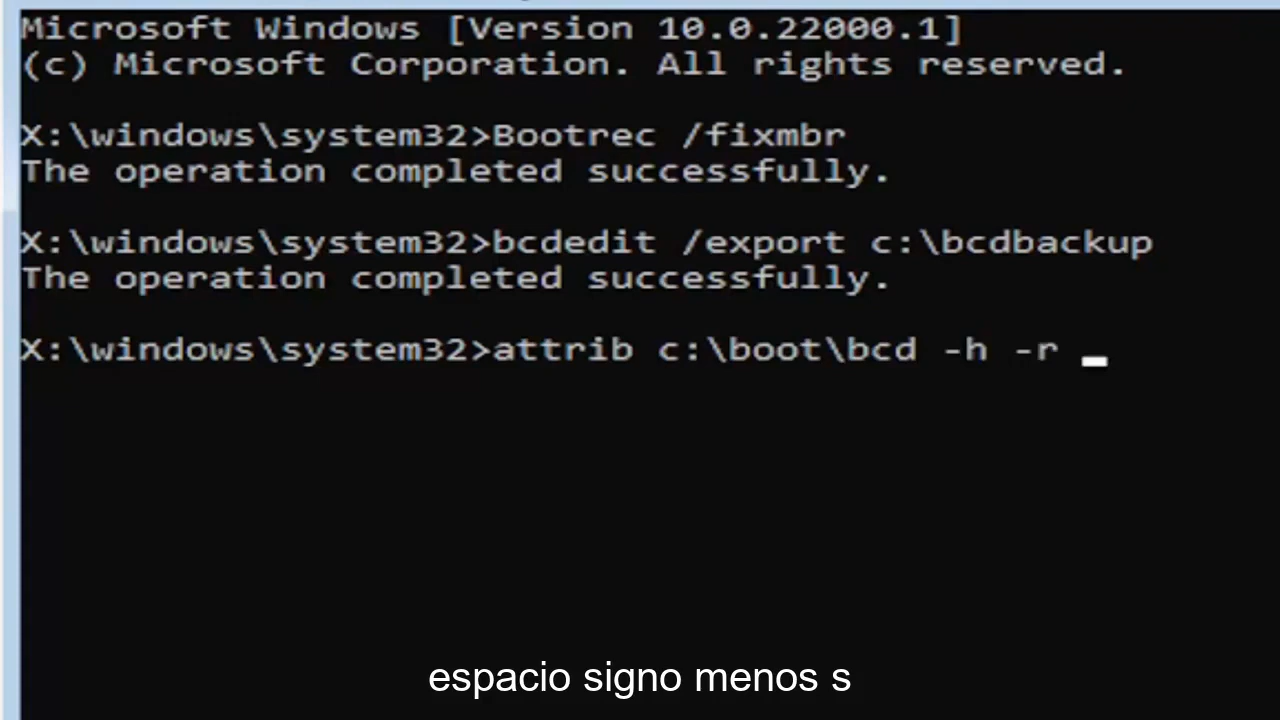 Microsoft Windows [Version 10.0.22000.1]
(c) Microsoft Corporation. All rights reserved.
X:\windows\system32>Bootrec /fixmbr
The operation completed successfully.
X:\windows\system32>bcdedit /export c:\bcdbackup
The operation completed successfully.
X:\windows\system32>attrib c:\boot\bcd -h -r
espacio signo menos s